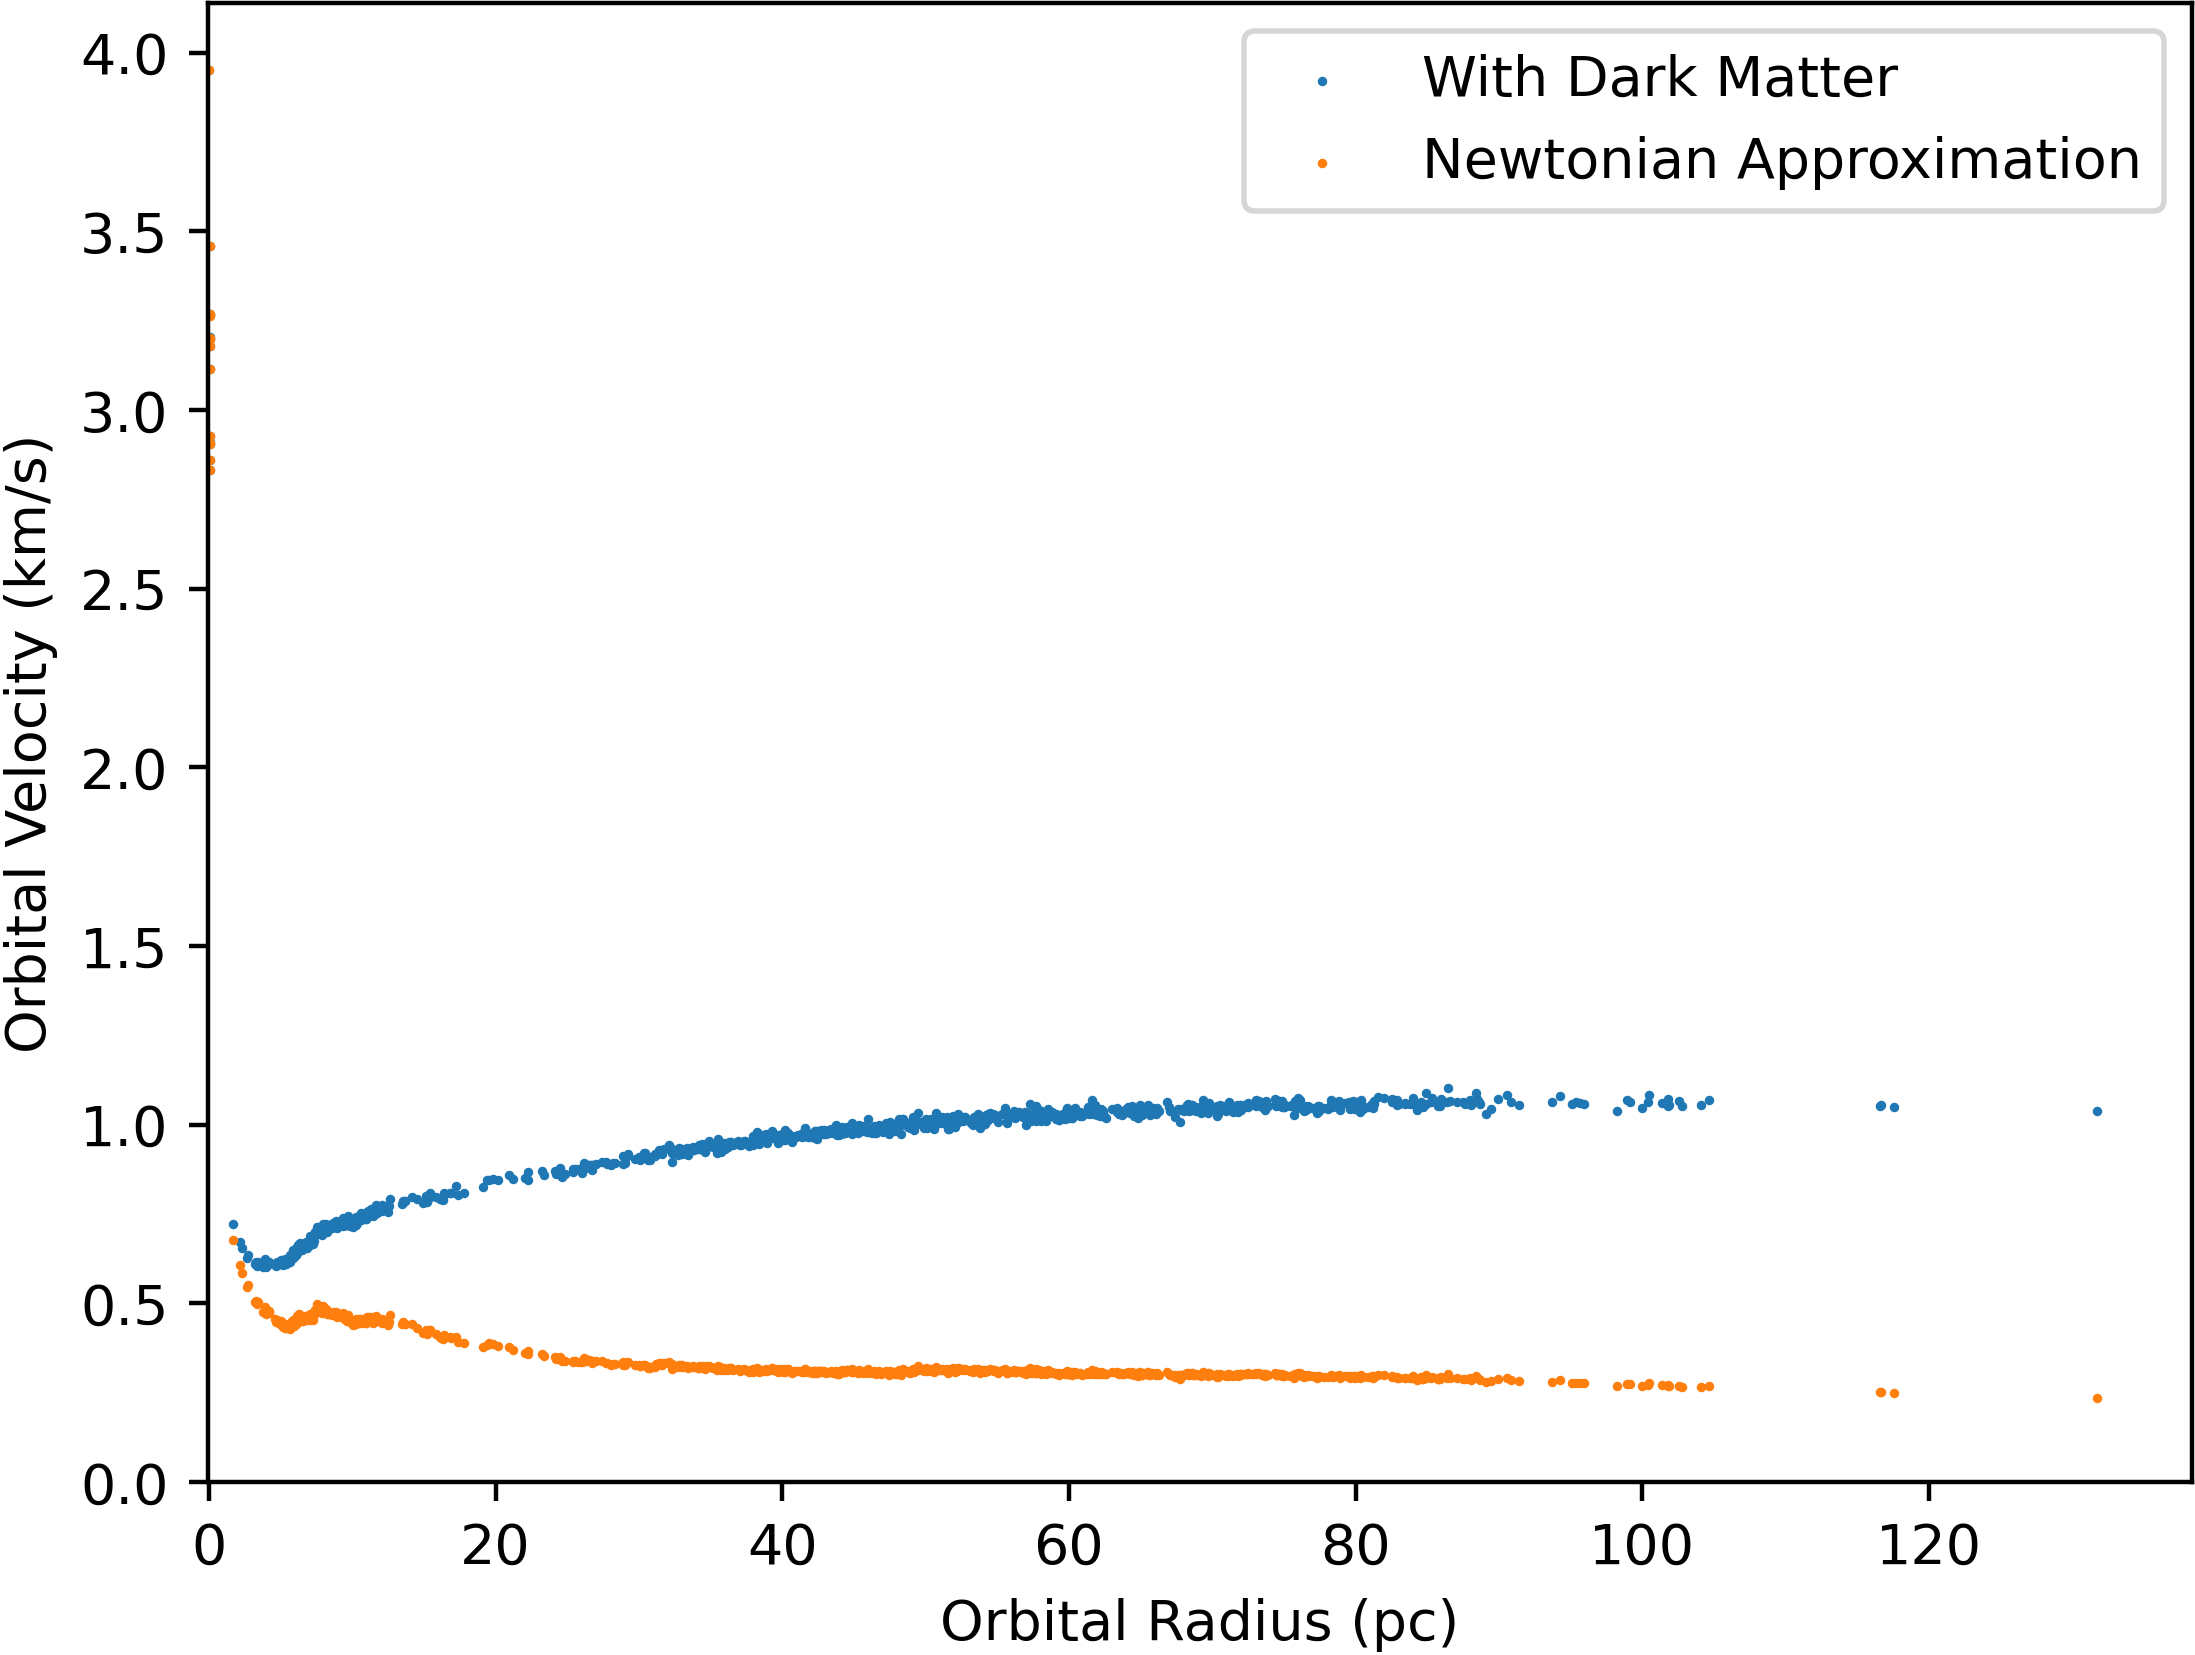 With Dark Matter
Newtonian Approximation
4.0
3.5
3.0
2.5
2.0
1.5
1.0
0.5
0.0
Orbital Velocity (km/s)
0 20 40 60 80 100 120
Orbital Radius (pc)